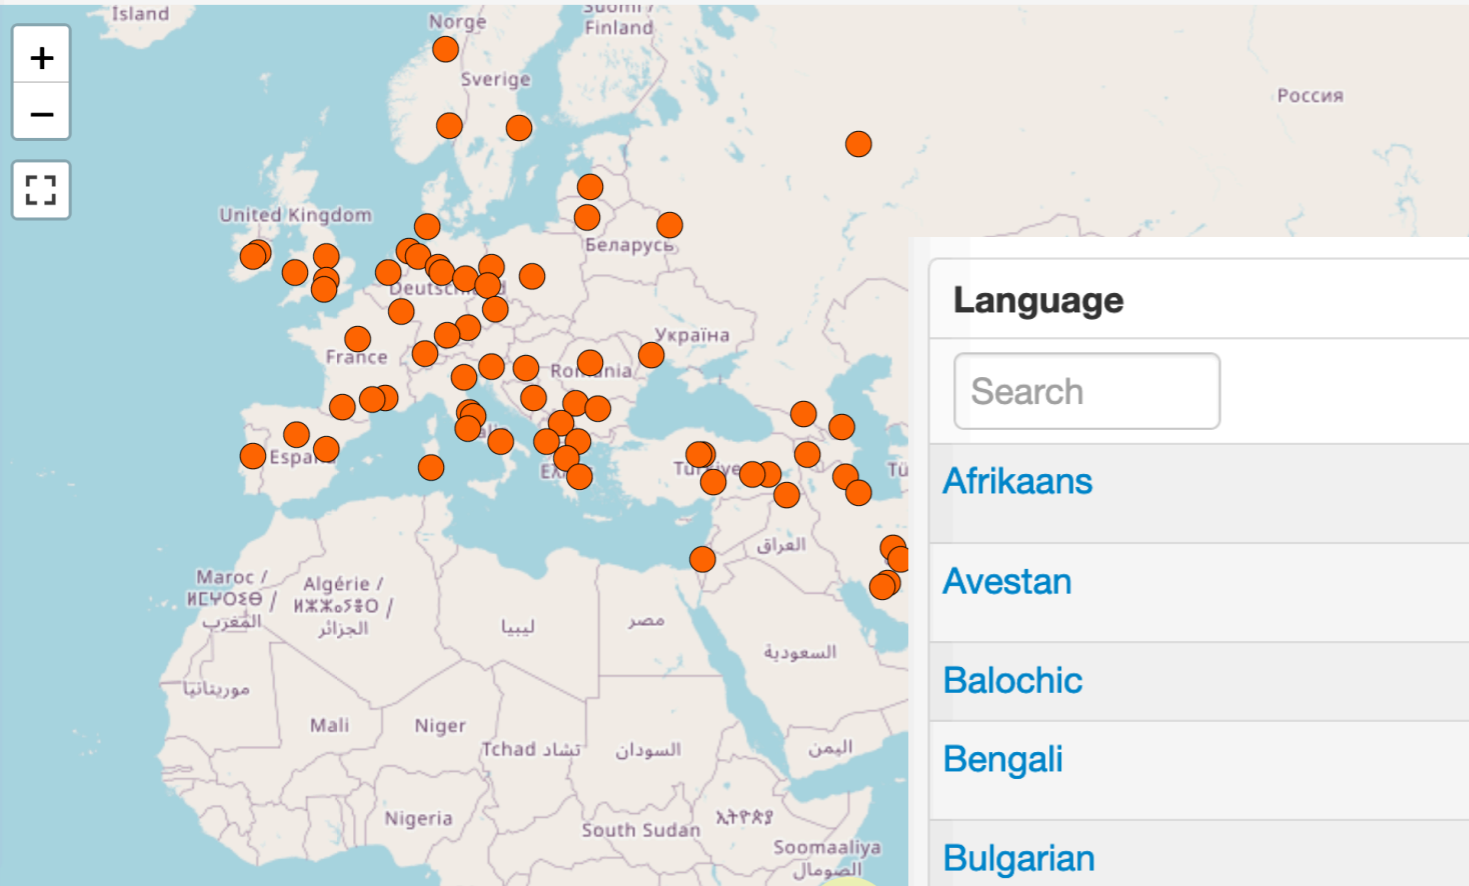 Island
Norge
Suomi /
Finland
Sverige
Россия
+
−
United Kingdom
Беларусь
Deutschland
Україна
France
Romania
España
Türkiye
العراق
Maroc /
ⵍⵎⵖⵔⵉⴱ /
المغرب
Algérie /
ⵍⵣⵣⴰⵢⴻⵔ /
الجزائر
ليبيا
مصر
السعودية
موريتانيا
Mali
Niger
Tchad تشاد
السودان
اليمن
Nigeria
South Sudan
ኢትዮጵያ
Soomaaliya
الصومال
Language
Search
Afrikaans
Avestan
Balochic
Bengali
Bulgarian